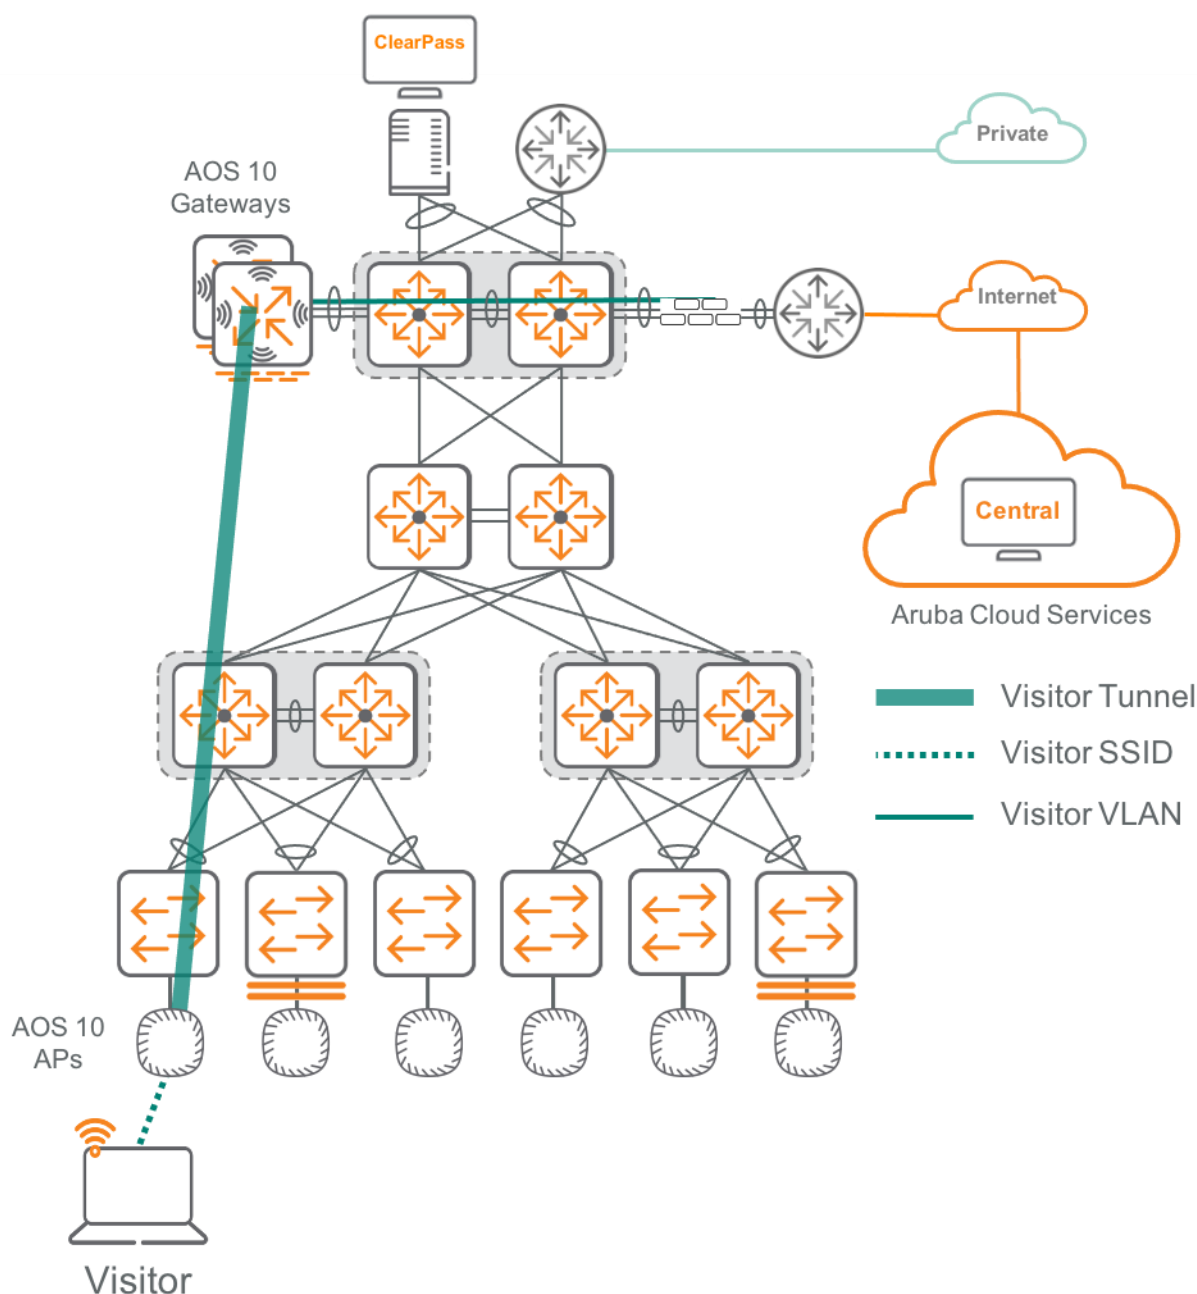 ClearPass
Private
AOS 10
Gateways
Internet
Central
Aruba Cloud Services
Visitor Tunnel
Visitor SSID
Visitor VLAN
AOS 10
APs
Visitor